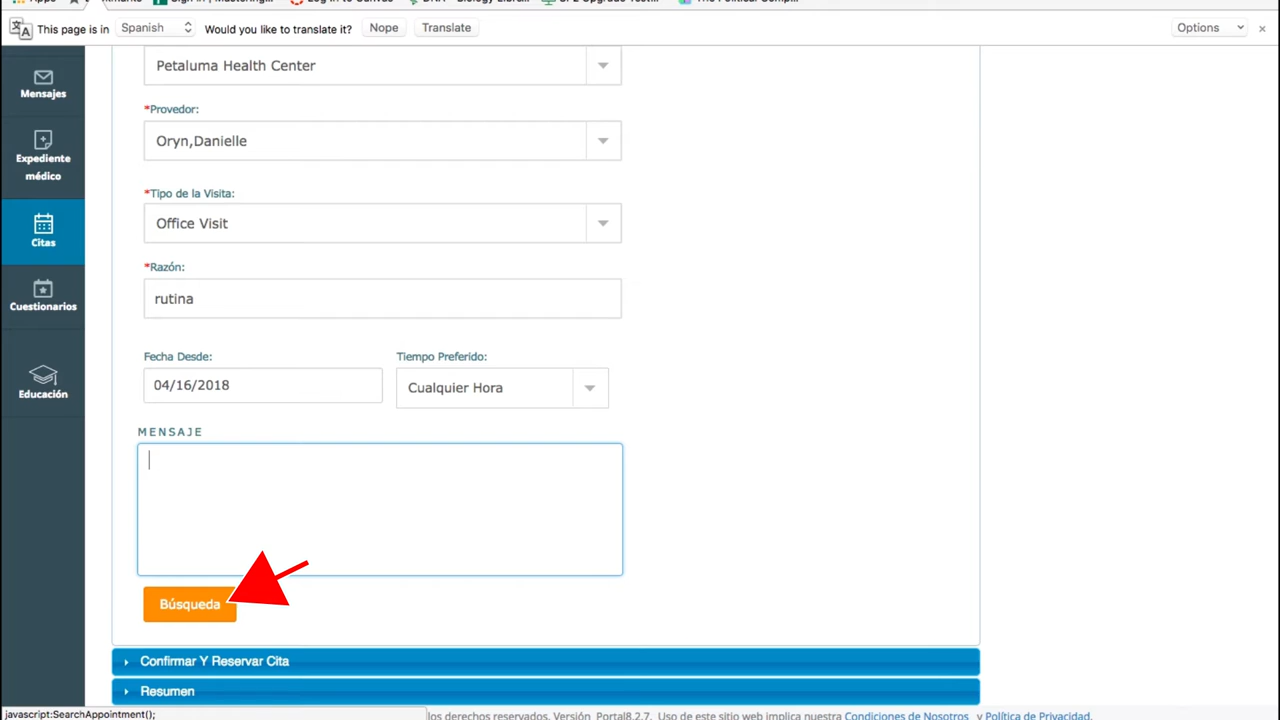 This page is in Spanish Would you like to translate it? Nope Translate Options
Mensajes
Expediente
médico
Citas
Cuestionarios
Educación
Petaluma Health Center
*Provedor:
Oryn,Danielle
*Tipo de la Visita:
Office Visit
*Razón:
rutina
Fecha Desde: Tiempo Preferido:
04/16/2018 Cualquier Hora
MENSAJE
Búsqueda
Confirmar Y Reservar Cita
Resumen
javascript:SearchAppointment(); los derechos reservados. Versión Portal8.2.7. Uso de este sitio web implica nuestra Condiciones de Nosotros y Política de Privacidad.